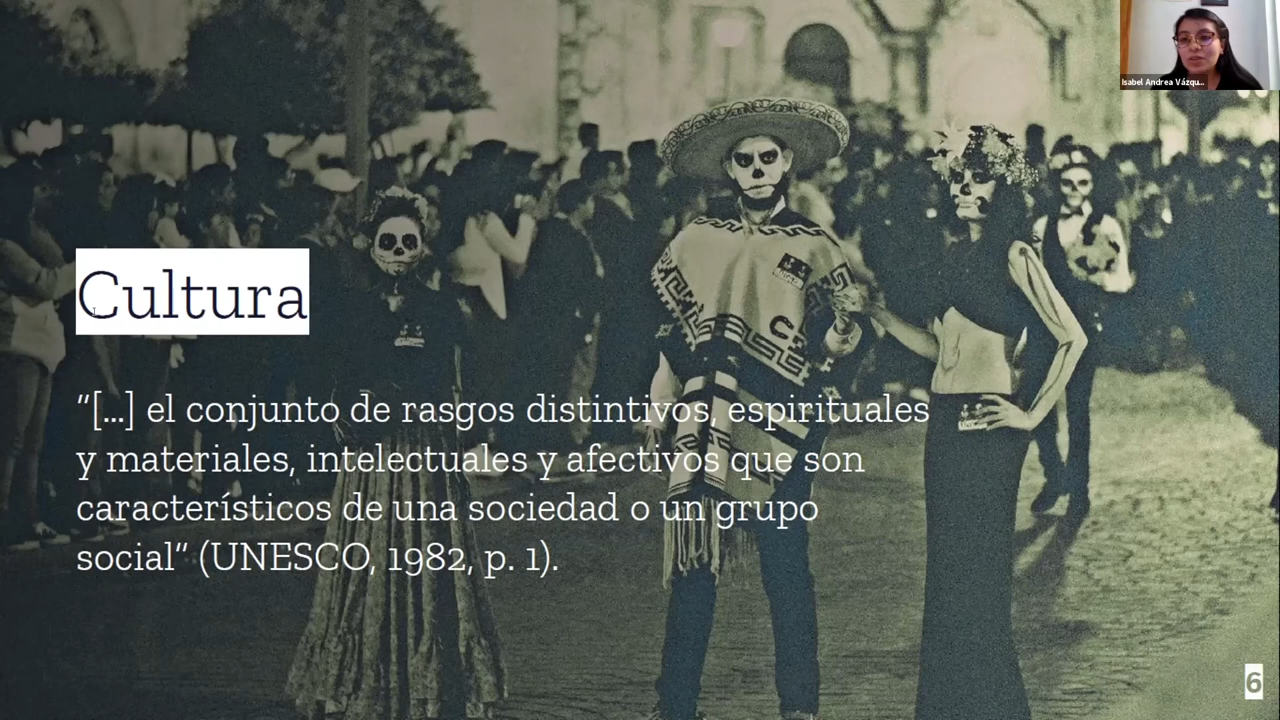 Isabel Andrea Vázqu...
Cultura
“[...] el conjunto de rasgos distintivos, espirituales
y materiales, intelectuales y afectivos que son
característicos de una sociedad o un grupo
social” (UNESCO, 1982, p. 1).
6